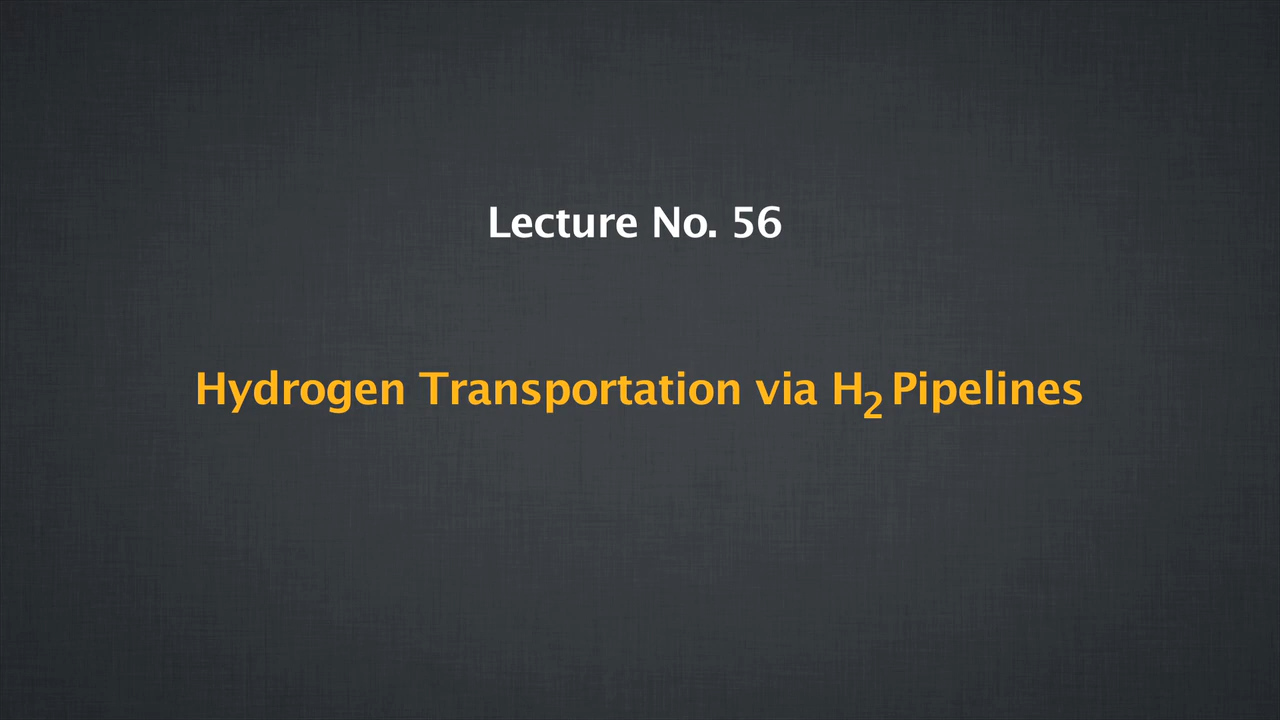 Lecture No. 56
Hydrogen Transportation via H₂ Pipelines